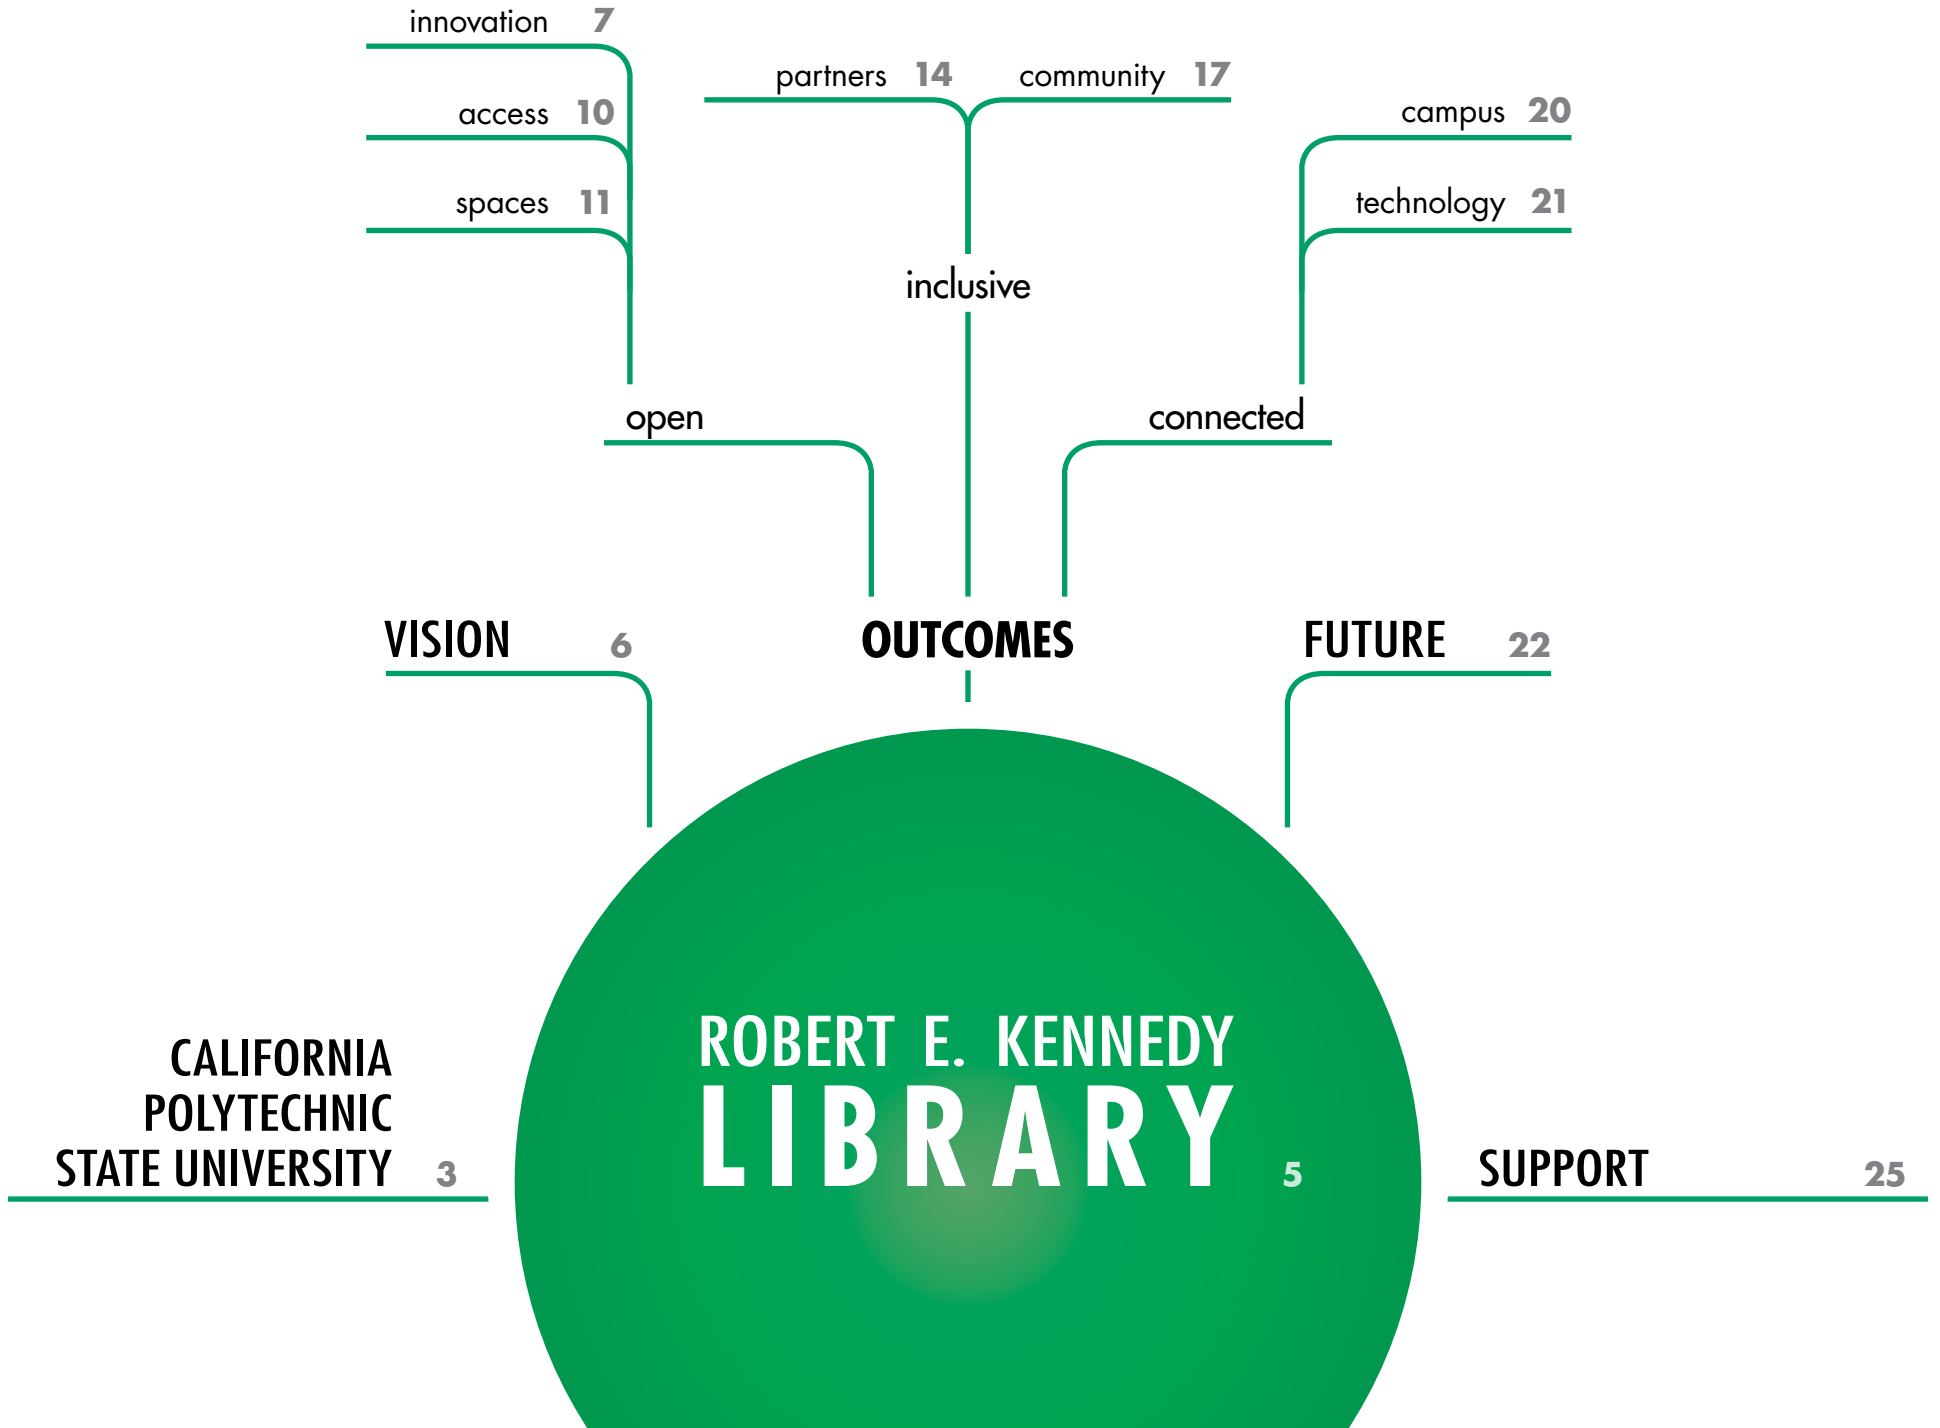 innovation 7
partners 14
community 17
access 10
campus 20
spaces 11
technology 21
inclusive
open
connected
VISION 6
OUTCOMES
FUTURE 22
ROBERT E. KENNEDY
LIBRARY 5
CALIFORNIA
POLYTECHNIC
STATE UNIVERSITY 3
SUPPORT 25